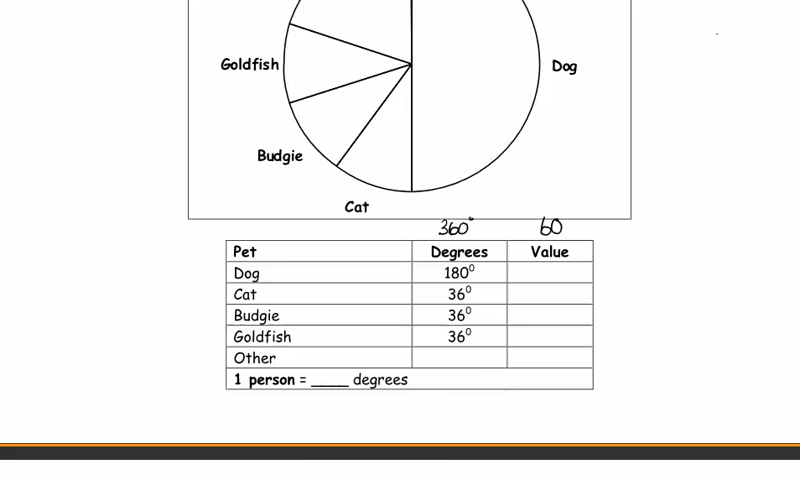 Goldfish
Dog
Budgie
Cat
360° 60
Pet Degrees Value
Dog 180⁰
Cat 36⁰
Budgie 36⁰
Goldfish 36⁰
Other
1 person = ____ degrees